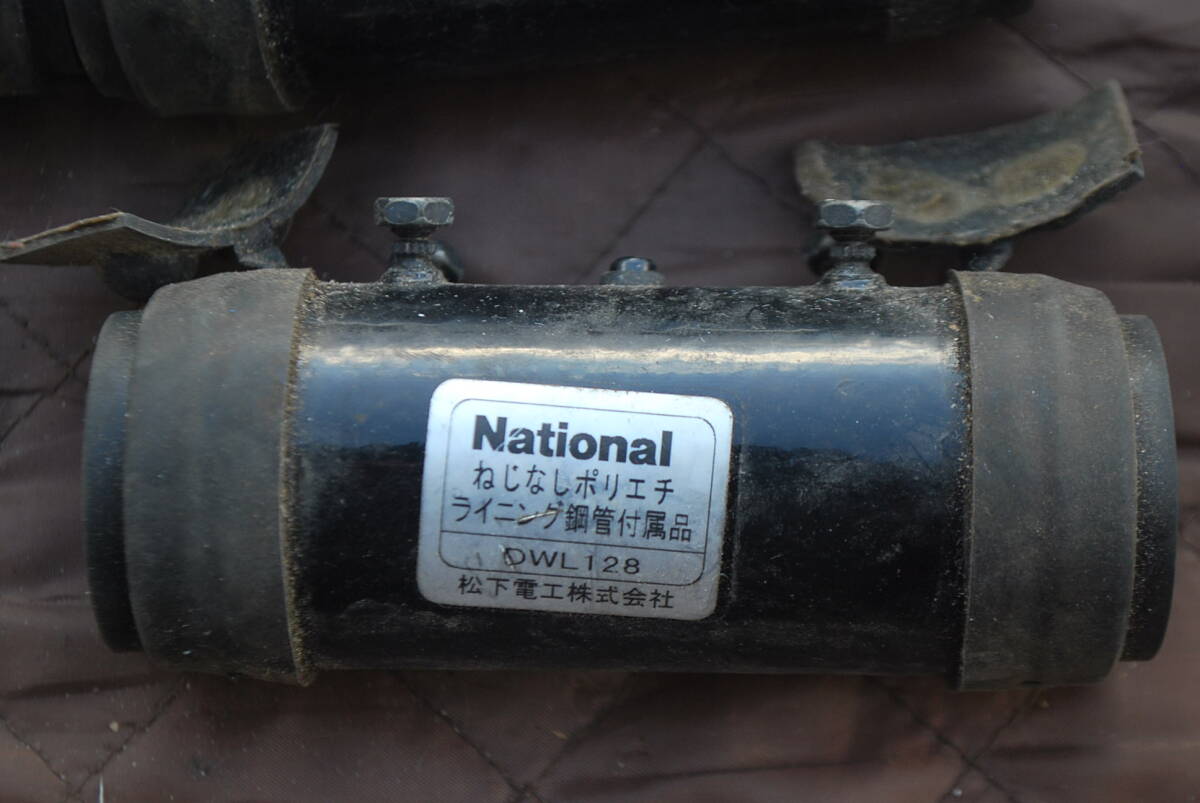 National
ねじなしポリエチ
ライニング鋼管付属品
DWL128
松下電工株式会社